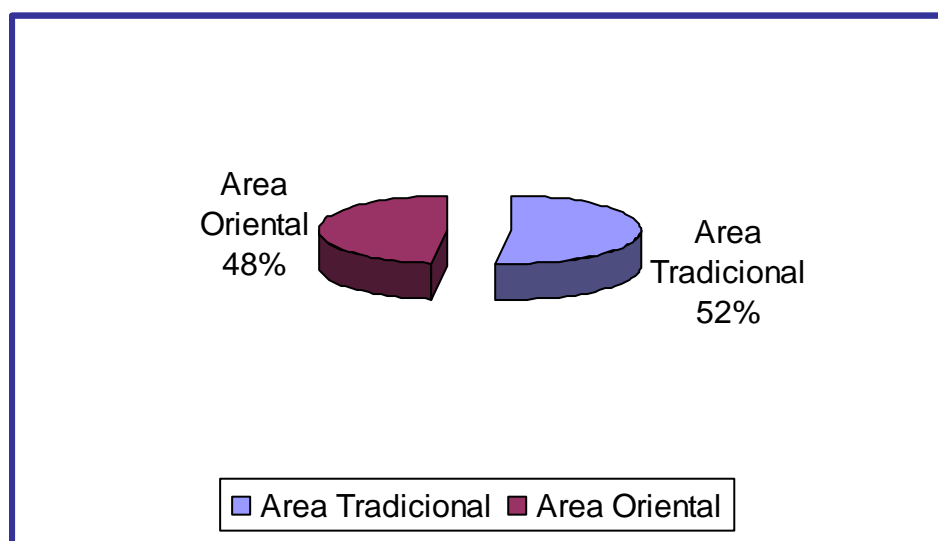 Area
Oriental
48%
Area
Tradicional
52%
Area Tradicional
Area Oriental